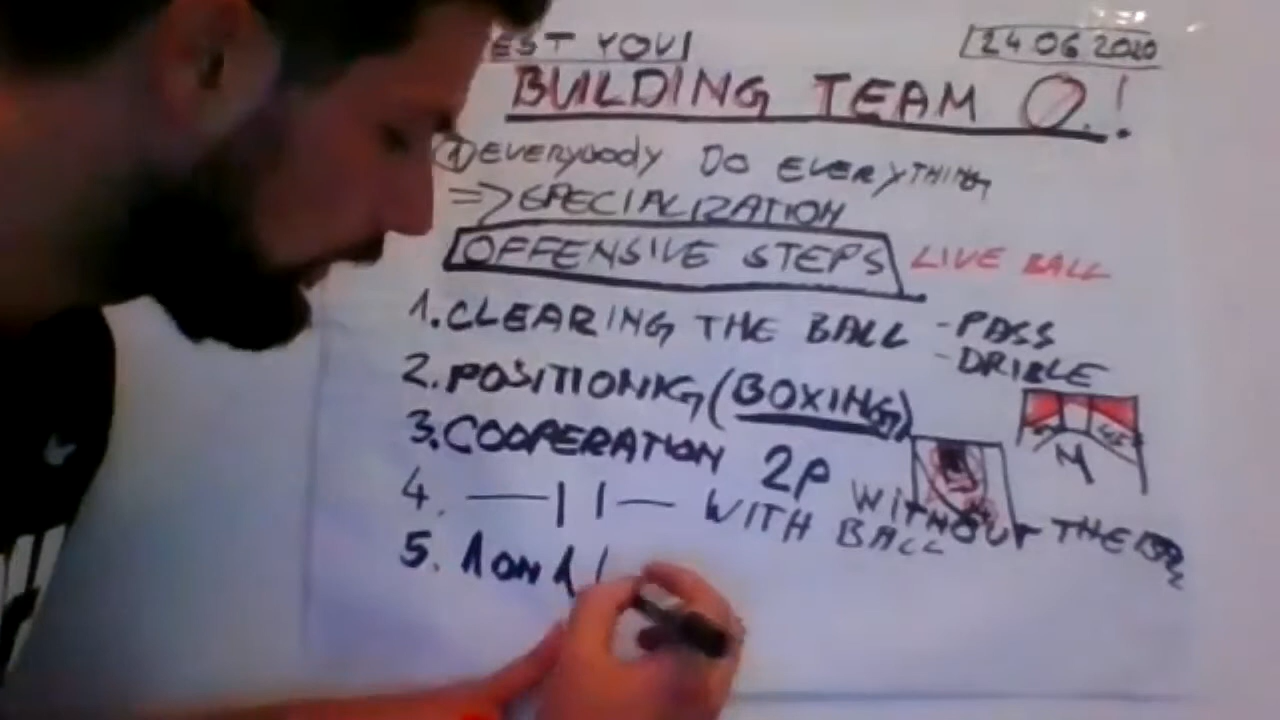 EST YOU!
24 06 2020
BUILDING TEAM O.!
① EVERYBODY DO EVERYTHING
=> SPECIALIZATION
OFFENSIVE STEPS LIVE BALL
1. CLEARING THE BALL - PASS
- DRIBLE
2. POSITIONING (BOXING)
M
3. COOPERATION 2P WITHOUT THE
4. ——| |—— WITH BALL
5. 1 on 1 (